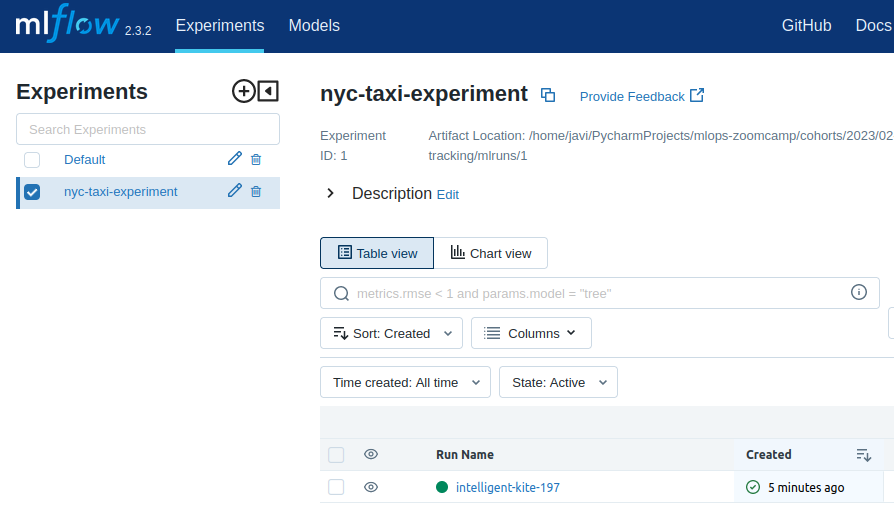 mlflow 2.3.2 Experiments Models GitHub Docs
Experiments
Search Experiments
Default
nyc-taxi-experiment
nyc-taxi-experiment Provide Feedback
Experiment ID: 1
Artifact Location: /home/javi/PycharmProjects/mlops-zoomcamp/cohorts/2023/02
tracking/mlruns/1
Description Edit
Table view Chart view
metrics.rmse < 1 and params.model = "tree"
Sort: Created Columns
Time created: All time State: Active
Run Name Created
intelligent-kite-197 5 minutes ago